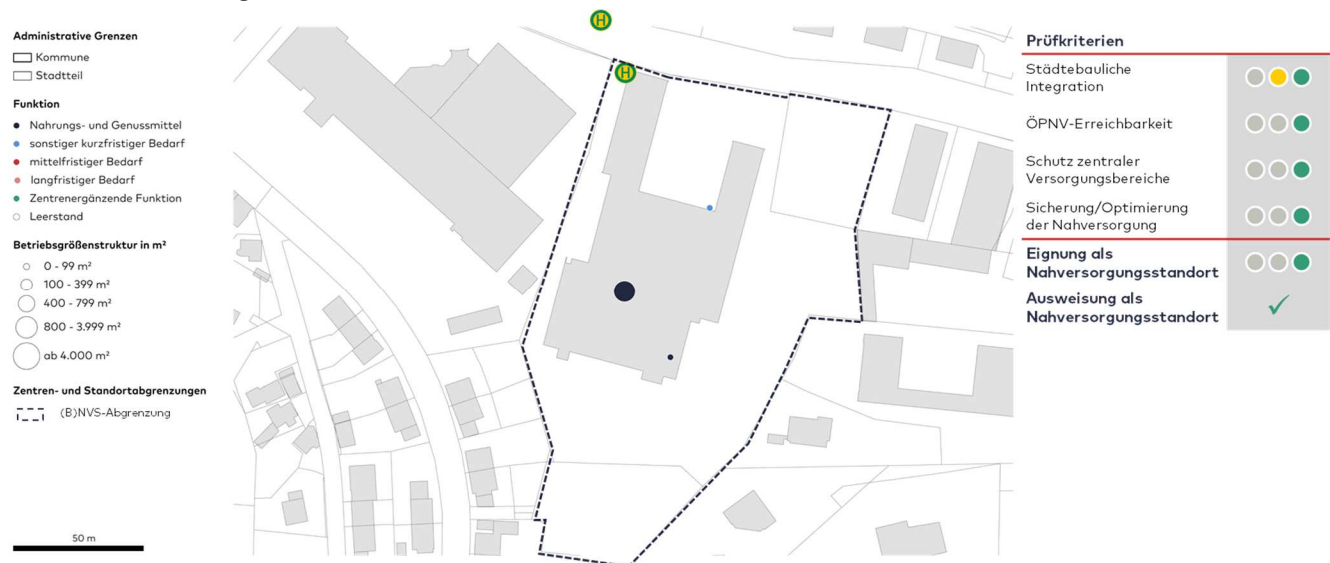 Administrative Grenzen
Kommune
Stadtteil
Funktion
Nahrungs- und Genussmittel
sonstiger kurzfristiger Bedarf
mittelfristiger Bedarf
langfristiger Bedarf
Zentrenergänzende Funktion
Leerstand
Betriebsgrößenstruktur in m²
0 - 99 m²
100 - 399 m²
400 - 799 m²
800 - 3.999 m²
ab 4.000 m²
Zentren- und Standortabgrenzungen
(B)NVS-Abgrenzung
50 m
H
H
Prüfkriterien
Städtebauliche
Integration
ÖPNV-Erreichbarkeit
Schutz zentraler
Versorgungsbereiche
Sicherung/Optimierung
der Nahversorgung
Eignung als
Nahversorgungsstandort
Ausweisung als
Nahversorgungsstandort